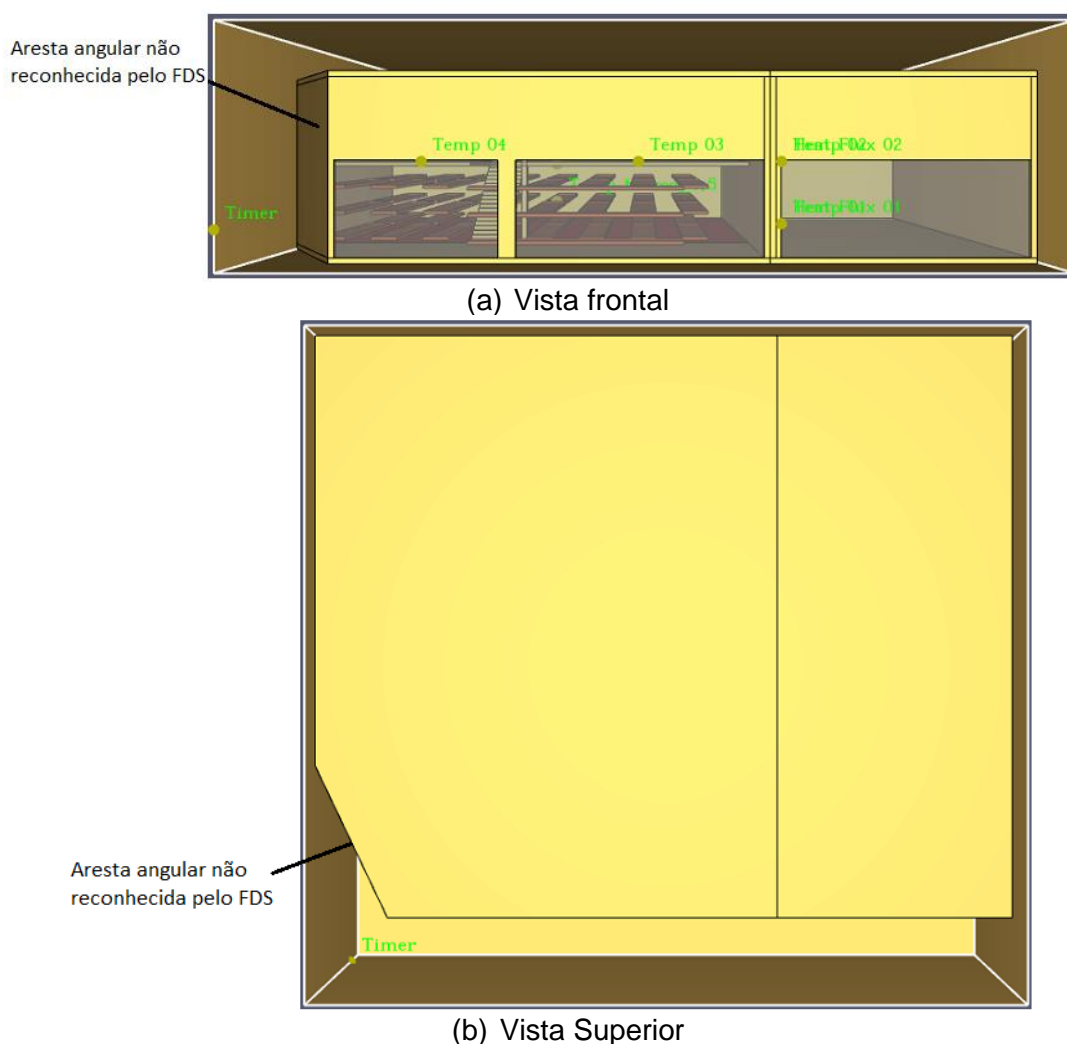 Aresta angular não
reconhecida pelo FDS
Temp 04
Temp 03
Timer
(a) Vista frontal
Aresta angular não
reconhecida pelo FDS
Timer
(b) Vista Superior